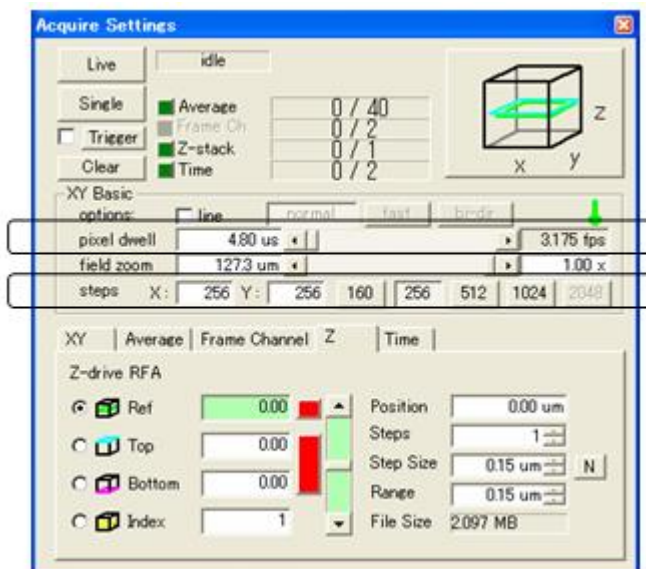 Acquire Settings
Live idle
Single Average 0 / 40
Frame Ch 0 / 2
Trigger Z-stack 0 / 1
Clear Time 0 / 2
z
x y
XY Basic
options: line normal fast br-dir
pixel dwell 4.80 us 3.175 fps
field zoom 127.3 um 1.00 x
steps X: 256 Y: 256 160 256 512 1024 2048
XY Average Frame Channel Z Time
Z-drive RFA
Ref 0.00 Position 0.00 um
Top 0.00 Steps 1
Step Size 0.15 um N
Bottom 0.00 Range 0.15 um
Index 1 File Size 2.097 MB